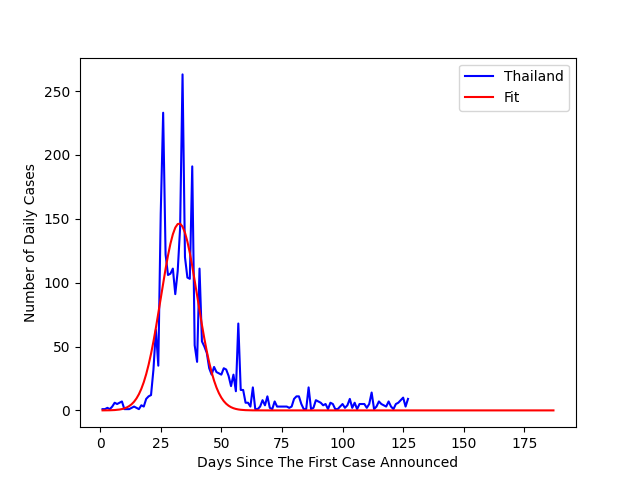 Thailand
Fit
250
200
150
100
50
0
Number of Daily Cases
0 25 50 75 100 125 150 175
Days Since The First Case Announced